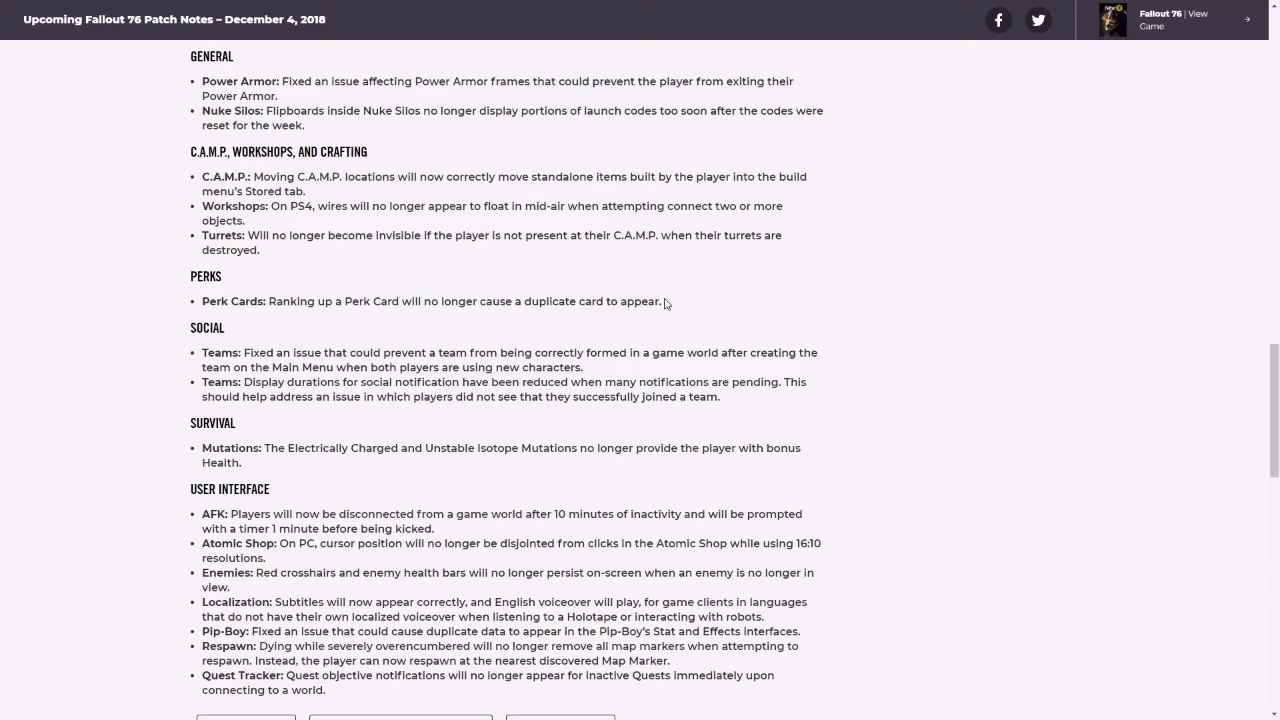 Upcoming Fallout 76 Patch Notes – December 4, 2018
Fallout 76 | View
Game
GENERAL
• Power Armor: Fixed an issue affecting Power Armor frames that could prevent the player from exiting their
Power Armor.
• Nuke Silos: Flipboards inside Nuke Silos no longer display portions of launch codes too soon after the codes were
reset for the week.
C.A.M.P., WORKSHOPS, AND CRAFTING
• C.A.M.P.: Moving C.A.M.P. locations will now correctly move standalone items built by the player into the build
menu's Stored tab.
• Workshops: On PS4, wires will no longer appear to float in mid-air when attempting connect two or more
objects.
• Turrets: Will no longer become invisible if the player is not present at their C.A.M.P. when their turrets are
destroyed.
PERKS
• Perk Cards: Ranking up a Perk Card will no longer cause a duplicate card to appear.
SOCIAL
• Teams: Fixed an issue that could prevent a team from being correctly formed in a game world after creating the
team on the Main Menu when both players are using new characters.
• Teams: Display durations for social notification have been reduced when many notifications are pending. This
should help address an issue in which players did not see that they successfully joined a team.
SURVIVAL
• Mutations: The Electrically Charged and Unstable Isotope Mutations no longer provide the player with bonus
Health.
USER INTERFACE
• AFK: Players will now be disconnected from a game world after 10 minutes of inactivity and will be prompted
with a timer 1 minute before being kicked.
• Atomic Shop: On PC, cursor position will no longer be disjointed from clicks in the Atomic Shop while using 16:10
resolutions.
• Enemies: Red crosshairs and enemy health bars will no longer persist on-screen when an enemy is no longer in
view.
• Localization: Subtitles will now appear correctly, and English voiceover will play, for game clients in languages
that do not have their own localized voiceover when listening to a Holotape or interacting with robots.
• Pip-Boy: Fixed an issue that could cause duplicate data to appear in the Pip-Boy's Stat and Effects interfaces.
• Respawn: Dying while severely overencumbered will no longer remove all map markers when attempting to
respawn. Instead, the player can now respawn at the nearest discovered Map Marker.
• Quest Tracker: Quest objective notifications will no longer appear for inactive Quests immediately upon
connecting to a world.